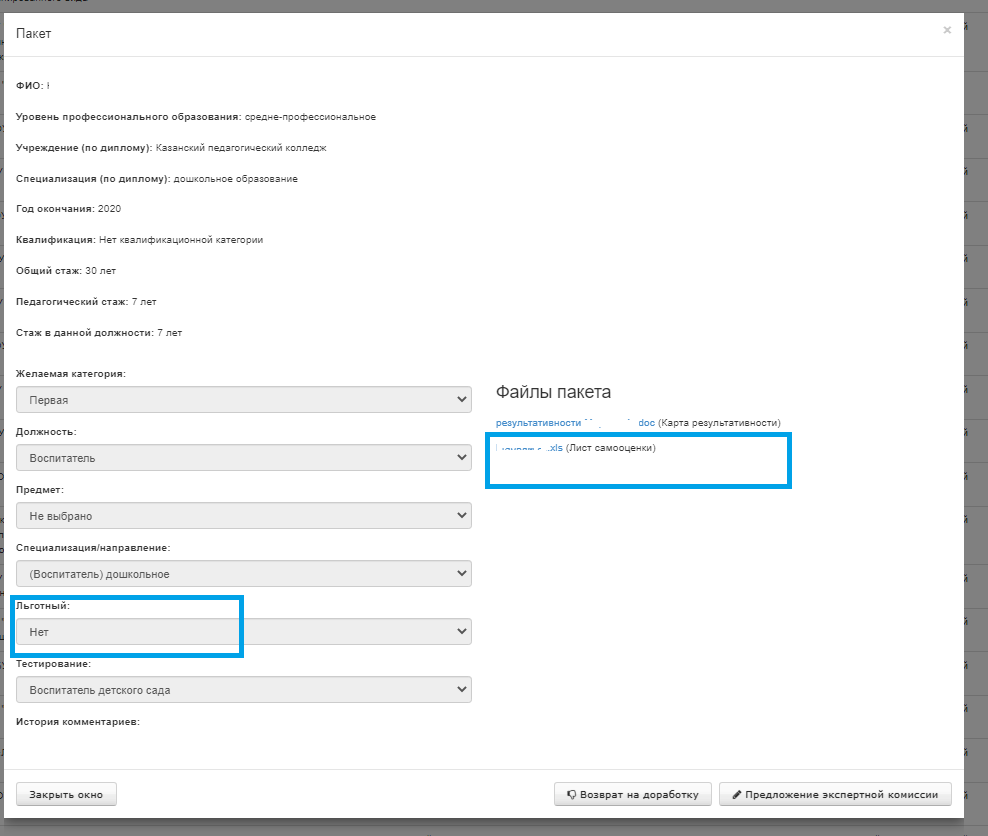 Пакет
ФИО:
Уровень профессионального образования: средне-профессиональное
Учреждение (по диплому): Казанский педагогический колледж
Специализация (по диплому): дошкольное образование
Год окончания: 2020
Квалификация: Нет квалификационной категории
Общий стаж: 30 лет
Педагогический стаж: 7 лет
Стаж в данной должности: 7 лет
Желаемая категория:
Первая
Должность:
Воспитатель
Предмет:
Не выбрано
Специализация/направление:
(Воспитатель) дошкольное
Льготный:
Нет
Тестирование:
Воспитатель детского сада
История комментариев:
Файлы пакета
результативности doc (Карта результативности)
.xls (Лист самооценки)
Закрыть окно
Возврат на доработку
Предложение экспертной комиссии